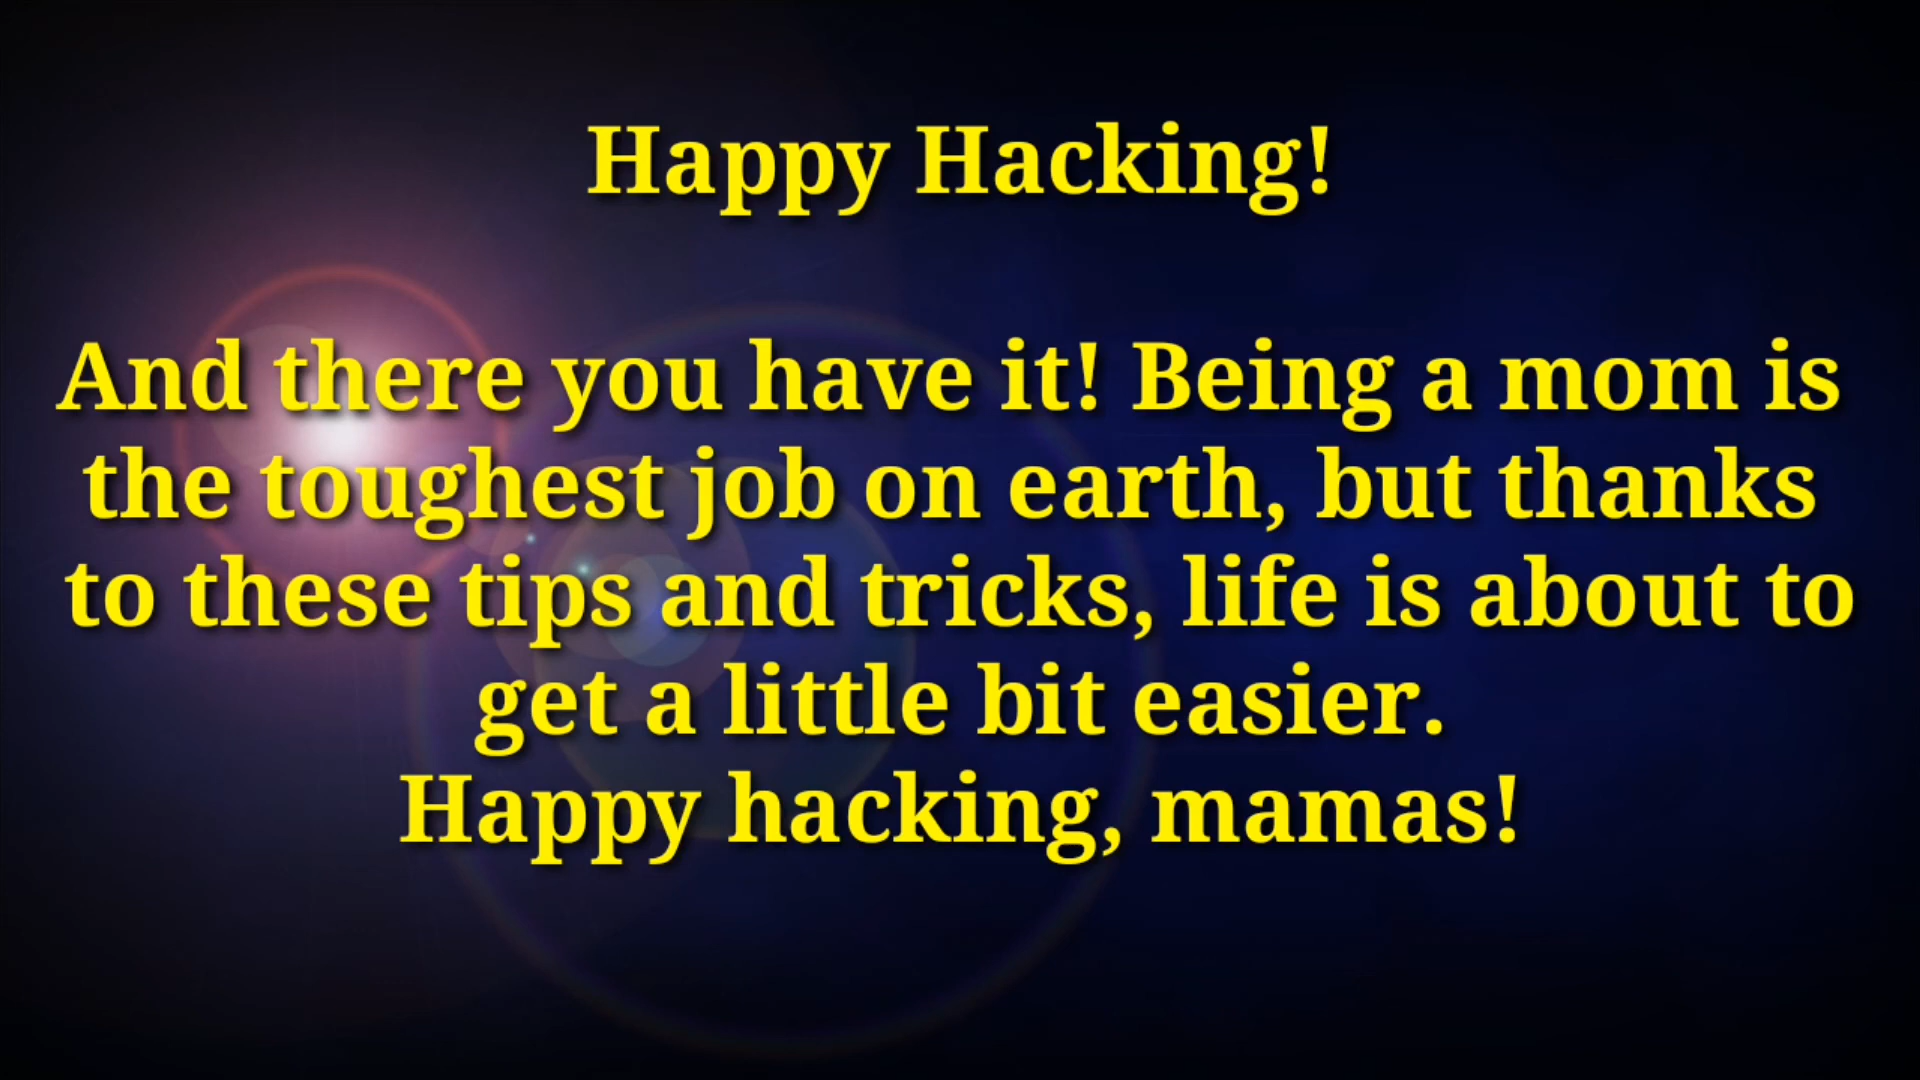 Happy Hacking!
And there you have it! Being a mom is
the toughest job on earth, but thanks
to these tips and tricks, life is about to
get a little bit easier.
Happy hacking, mamas!